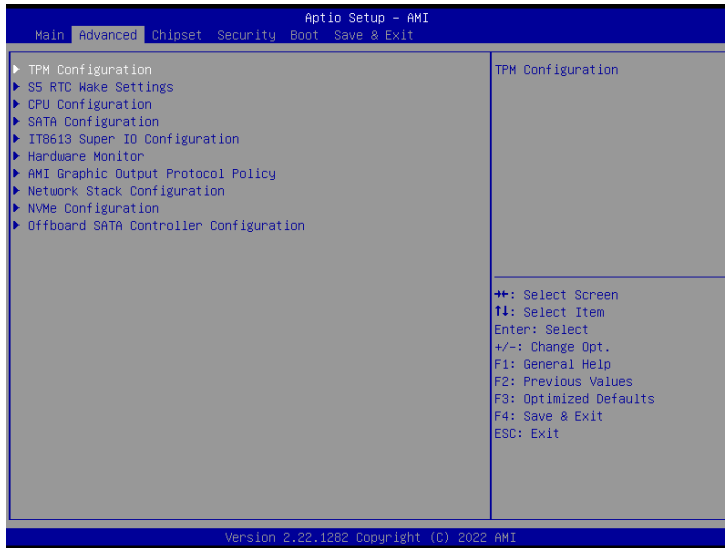 Aptio Setup - AMI
Main Advanced Chipset Security Boot Save & Exit
TPM Configuration
S5 RTC Wake Settings
CPU Configuration
SATA Configuration
IT8613 Super IO Configuration
Hardware Monitor
AMI Graphic Output Protocol Policy
Network Stack Configuration
NVMe Configuration
Offboard SATA Controller Configuration
TPM Configuration
→←: Select Screen
↑↓: Select Item
Enter: Select
+/-: Change Opt.
F1: General Help
F2: Previous Values
F3: Optimized Defaults
F4: Save & Exit
ESC: Exit
Version 2.22.1282 Copyright (C) 2022 AMI